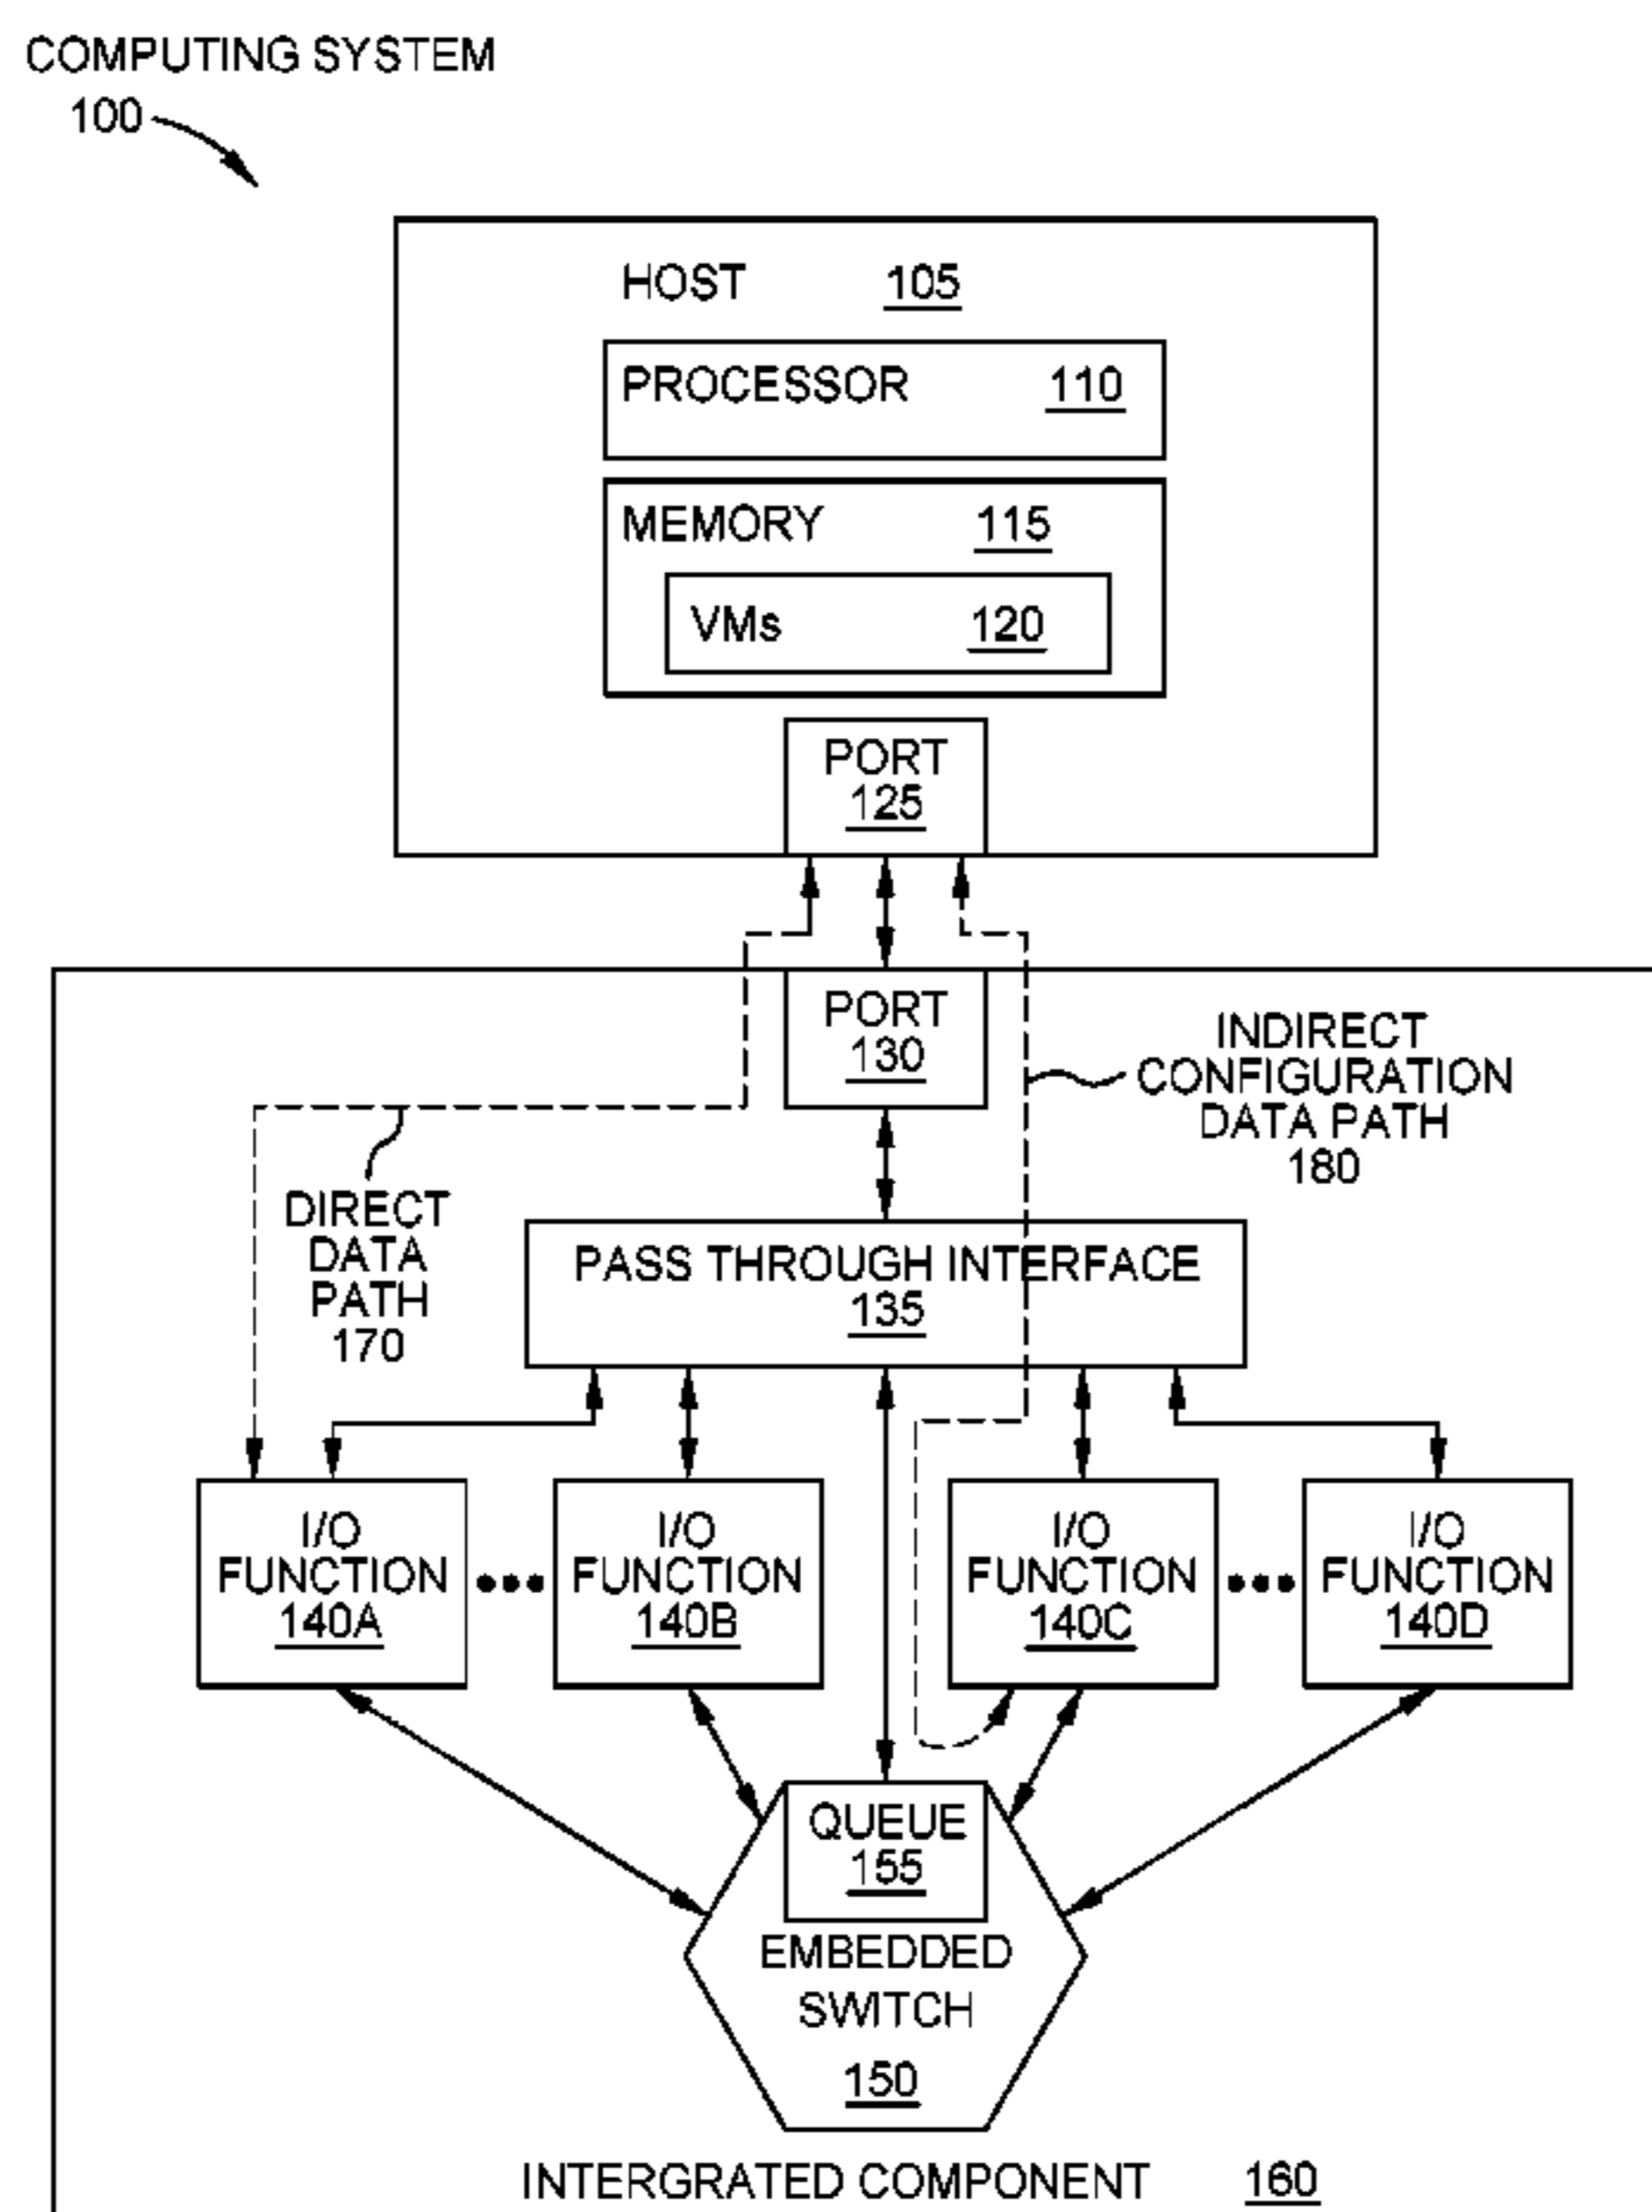 COMPUTING SYSTEM
100
HOST 105
PROCESSOR 110
MEMORY 115
VMs 120
PORT
125
PORT
130
INDIRECT
CONFIGURATION
DATA PATH
180
DIRECT
DATA
PATH
170
PASS THROUGH INTERFACE
135
I/O
FUNCTION
140A
I/O
FUNCTION
140B
I/O
FUNCTION
140C
I/O
FUNCTION
140D
QUEUE
155
EMBEDDED
SWITCH
150
INTERGRATED COMPONENT 160